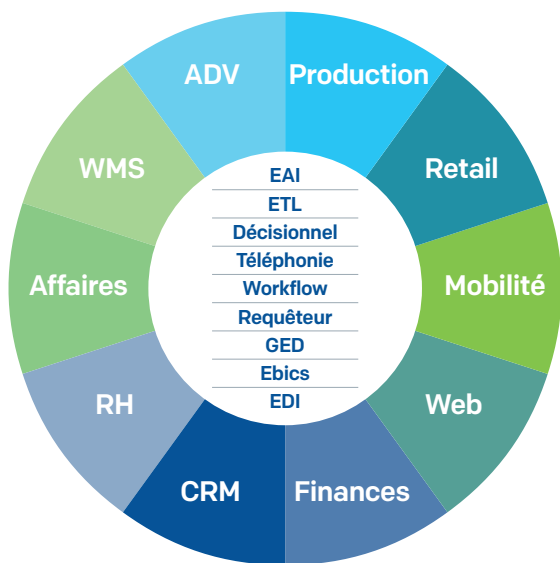 ADV
Production
WMS
Retail
Affaires
Mobilité
RH
Web
CRM
Finances
EAI
ETL
Décisionnel
Téléphonie
Workflow
Requêteur
GED
Ebics
EDI